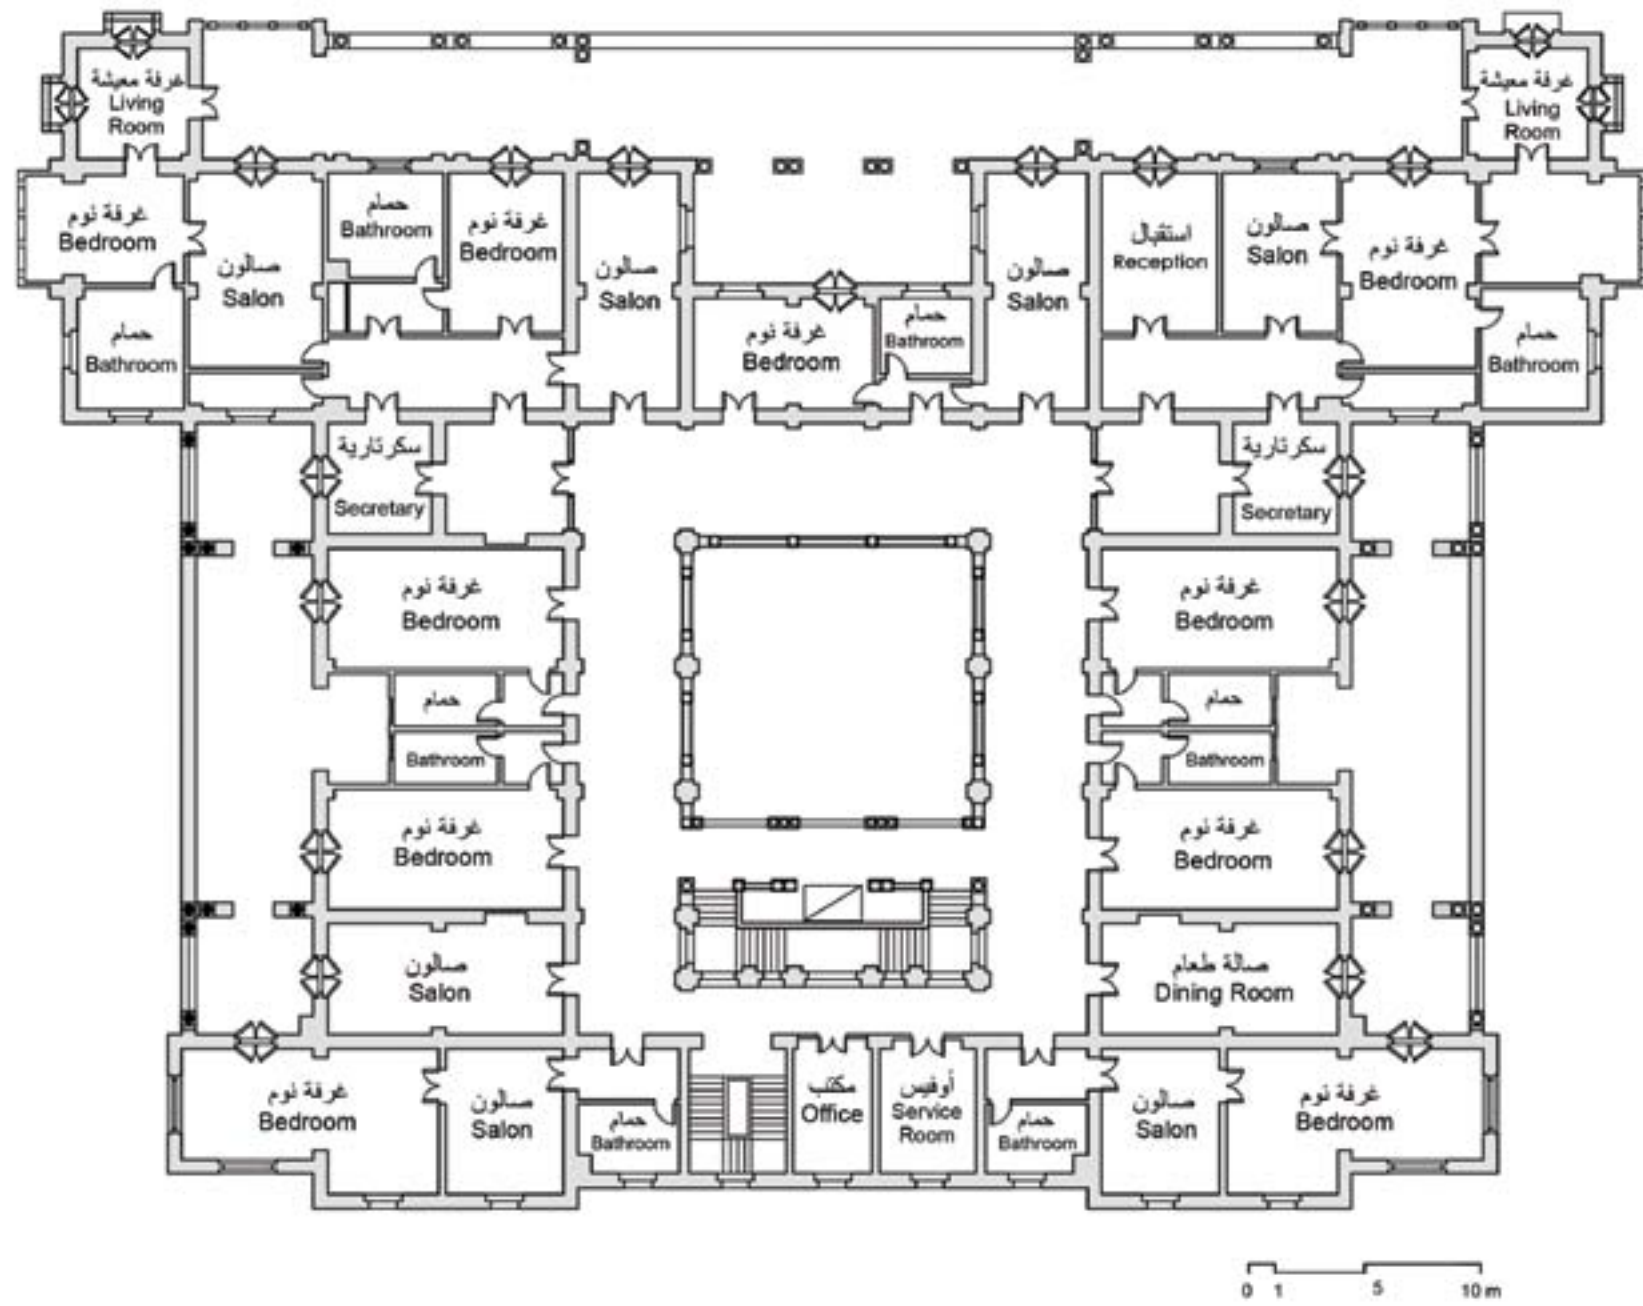 غرفة معيشة
Living
Room
غرفة معيشة
Living
Room
غرفة نوم
Bedroom
صالون
Salon
حمام
Bathroom
غرفة نوم
Bedroom
صالون
Salon
صالون
Salon
استقبال
Reception
صالون
Salon
غرفة نوم
Bedroom
حمام
Bathroom
غرفة نوم
Bedroom
حمام
Bathroom
حمام
Bathroom
سكرتارية
Secretary
سكرتارية
Secretary
غرفة نوم
Bedroom
غرفة نوم
Bedroom
حمام
Bathroom
حمام
Bathroom
غرفة نوم
Bedroom
غرفة نوم
Bedroom
صالون
Salon
صالة طعام
Dining Room
غرفة نوم
Bedroom
صالون
Salon
حمام
Bathroom
مكتب
Office
أوفيس
Service
Room
حمام
Bathroom
صالون
Salon
غرفة نوم
Bedroom
0 1 5 10 m